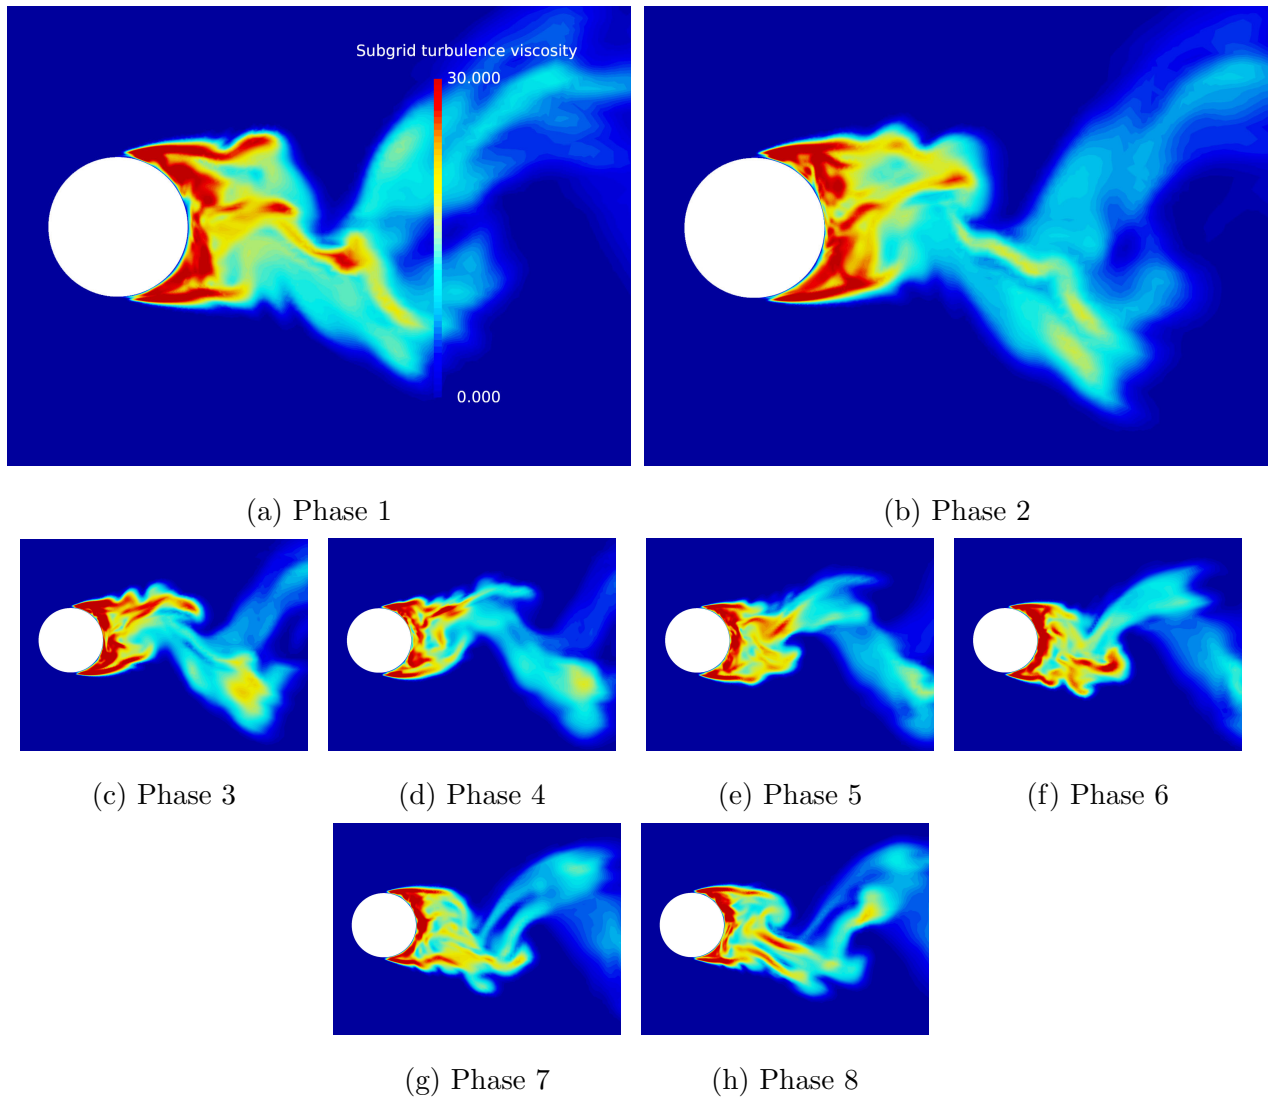 Subgrid turbulence viscosity
30.000
0.000
(a) Phase 1
(b) Phase 2
(c) Phase 3
(d) Phase 4
(e) Phase 5
(f) Phase 6
(g) Phase 7
(h) Phase 8